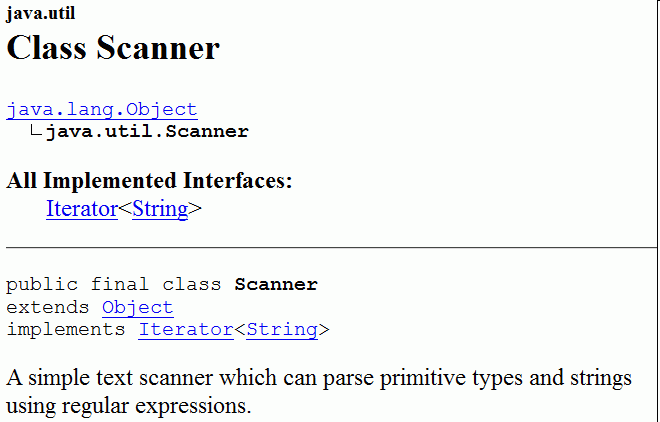 java.util
Class Scanner
java.lang.Object
java.util.Scanner
All Implemented Interfaces:
Iterator<String>
public final class Scanner
extends Object
implements Iterator<String>
A simple text scanner which can parse primitive types and strings
using regular expressions.